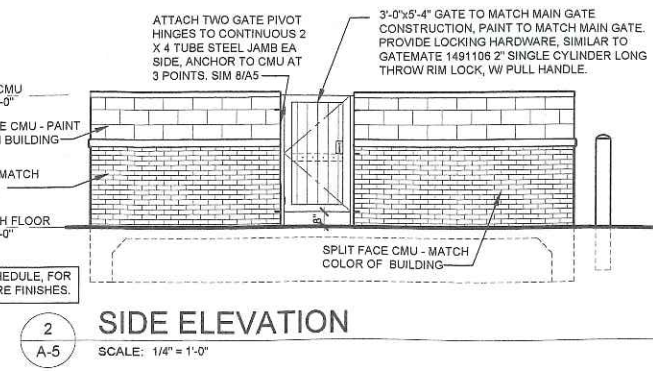 ATTACH TWO GATE PIVOT
HINGES TO CONTINUOUS 2
X 4 TUBE STEEL JAMB EA
SIDE, ANCHOR TO CMU AT
3 POINTS. SIM 8/A5
3'-0"x5'-4" GATE TO MATCH MAIN GATE
CONSTRUCTION, PAINT TO MATCH MAIN GATE.
PROVIDE LOCKING HARDWARE, SIMILAR TO
GATEMATE 1491106 2" SINGLE CYLINDER LONG
THROW RIM LOCK, W/ PULL HANDLE.
CMU
-0"
E CMU - PAINT
BUILDING
MATCH
H FLOOR
-0"
8"
SPLIT FACE CMU - MATCH
COLOR OF BUILDING
HEDULE, FOR
RE FINISHES.
2
A-5
SIDE ELEVATION
SCALE: 1/4" = 1'-0"